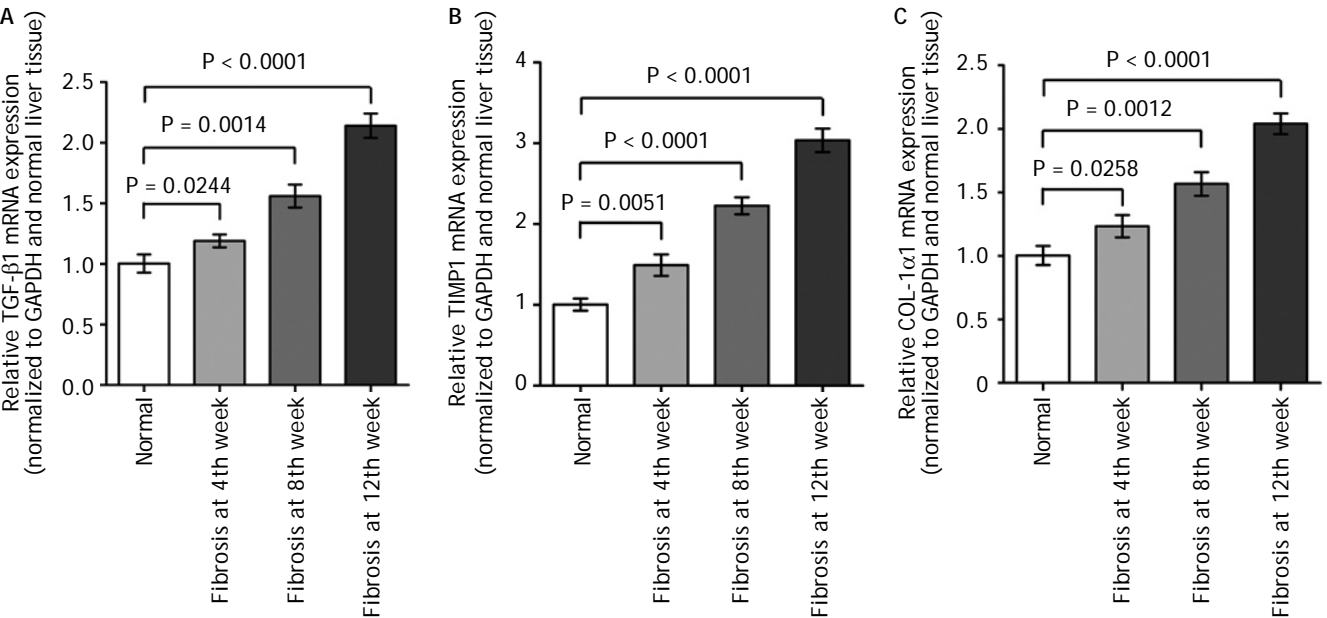 A
Relative TGF-β1 mRNA expression
(normalized to GAPDH and normal liver tissue)
2.5
2.0
1.5
1.0
0.5
0.0
P < 0.0001
P = 0.0014
P = 0.0244
Normal
Fibrosis at 4th week
Fibrosis at 8th week
Fibrosis at 12th week
B
Relative TIMP1 mRNA expression
(normalized to GAPDH and normal liver tissue)
4
3
2
1
0
P < 0.0001
P < 0.0001
P = 0.0051
Normal
Fibrosis at 4th week
Fibrosis at 8th week
Fibrosis at 12th week
C
Relative COL-1α1 mRNA expression
(normalized to GAPDH and normal liver tissue)
2.5
2.0
1.5
1.0
0.5
0
P < 0.0001
P = 0.0012
P = 0.0258
Normal
Fibrosis at 4th week
Fibrosis at 8th week
Fibrosis at 12th week